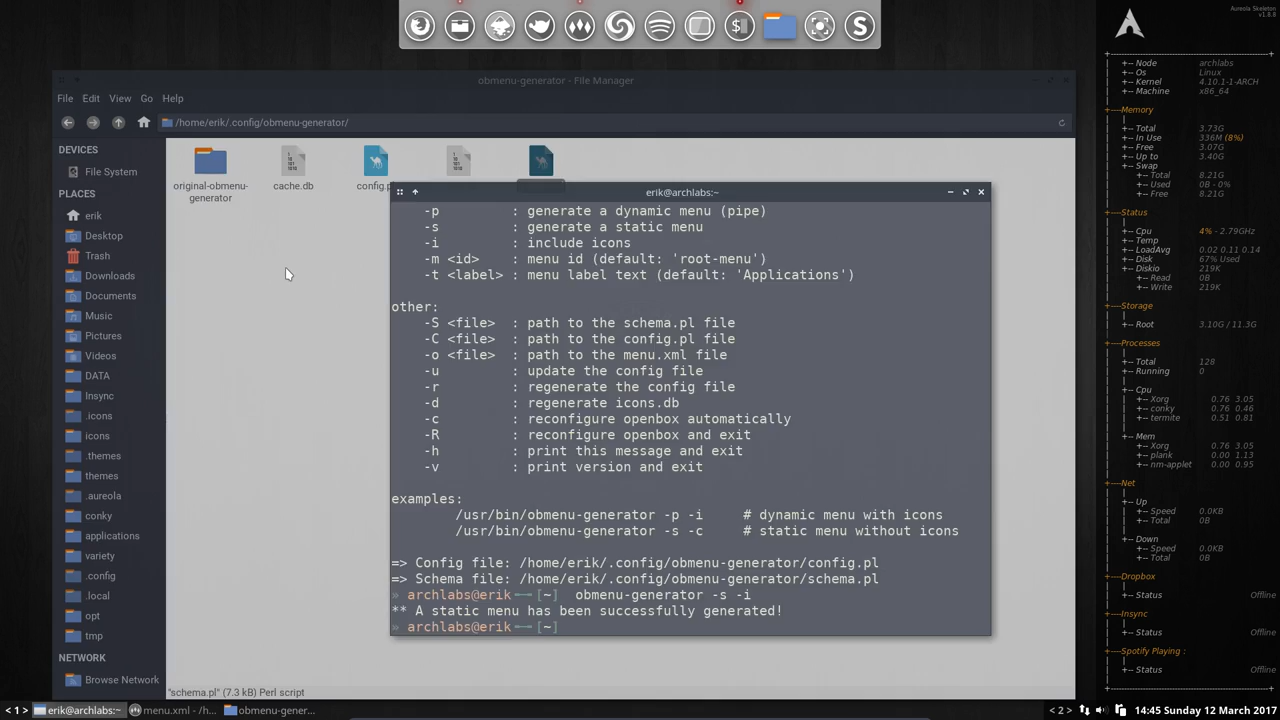 obmenu-generator - File Manager
File Edit View Go Help
/home/erik/.config/obmenu-generator/
DEVICES
File System
PLACES
erik
Desktop
Trash
Downloads
Documents
Music
Pictures
Videos
DATA
Insync
.icons
icons
.themes
themes
.aureola
conky
applications
variety
.config
.local
opt
tmp
NETWORK
Browse Network
original-obmenu-
generator
cache.db
config.p
"schema.pl" (7.3 kB) Perl script
erik@archlabs:~
-p : generate a dynamic menu (pipe)
-s : generate a static menu
-i : include icons
-m <id> : menu id (default: 'root-menu')
-t <label> : menu label text (default: 'Applications')
other:
-S <file> : path to the schema.pl file
-C <file> : path to the config.pl file
-o <file> : path to the menu.xml file
-u : update the config file
-r : regenerate the config file
-d : regenerate icons.db
-c : reconfigure openbox automatically
-R : reconfigure openbox and exit
-h : print this message and exit
-v : print version and exit
examples:
/usr/bin/obmenu-generator -p -i # dynamic menu with icons
/usr/bin/obmenu-generator -s -c # static menu without icons
=> Config file: /home/erik/.config/obmenu-generator/config.pl
=> Schema file: /home/erik/.config/obmenu-generator/schema.pl
» archlabs@erik [~] obmenu-generator -s -i
** A static menu has been successfully generated!
» archlabs@erik [~]
Aureola Skeleton
v1.8.8
Node archlabs
Os Linux
Kernel 4.10.1-1-ARCH
Machine x86_64
Memory
Total 3.73G
In Use 336M (8%)
Free 3.07G
Up to 3.40G
Swap
Total 8.21G
Used 0B - 0%
Free 8.21G
Status
Cpu 4% - 2.79GHz
Temp
LoadAvg 0.02 0.11 0.14
Disk 67% Used
Diskio 219K
Read 0B
Write 219K
Storage
Root 3.10G / 11.3G
Processes
Total 128
Running 0
Cpu
Xorg 0.76 3.05
conky 0.76 0.46
termite 0.51 0.81
Mem
Xorg 0.76 3.05
plank 0.00 1.13
nm-applet 0.00 0.95
Net
Up
Speed 0.0KB
Total 0B
Down
Speed 0.0KB
Total 0B
Dropbox
Status Offline
Insync
Status Offline
Spotify Playing :
Status Offline
< 1 > erik@archlabs:~ menu.xml - /h... obmenu-gener...
< 2 > 14:45 Sunday 12 March 2017